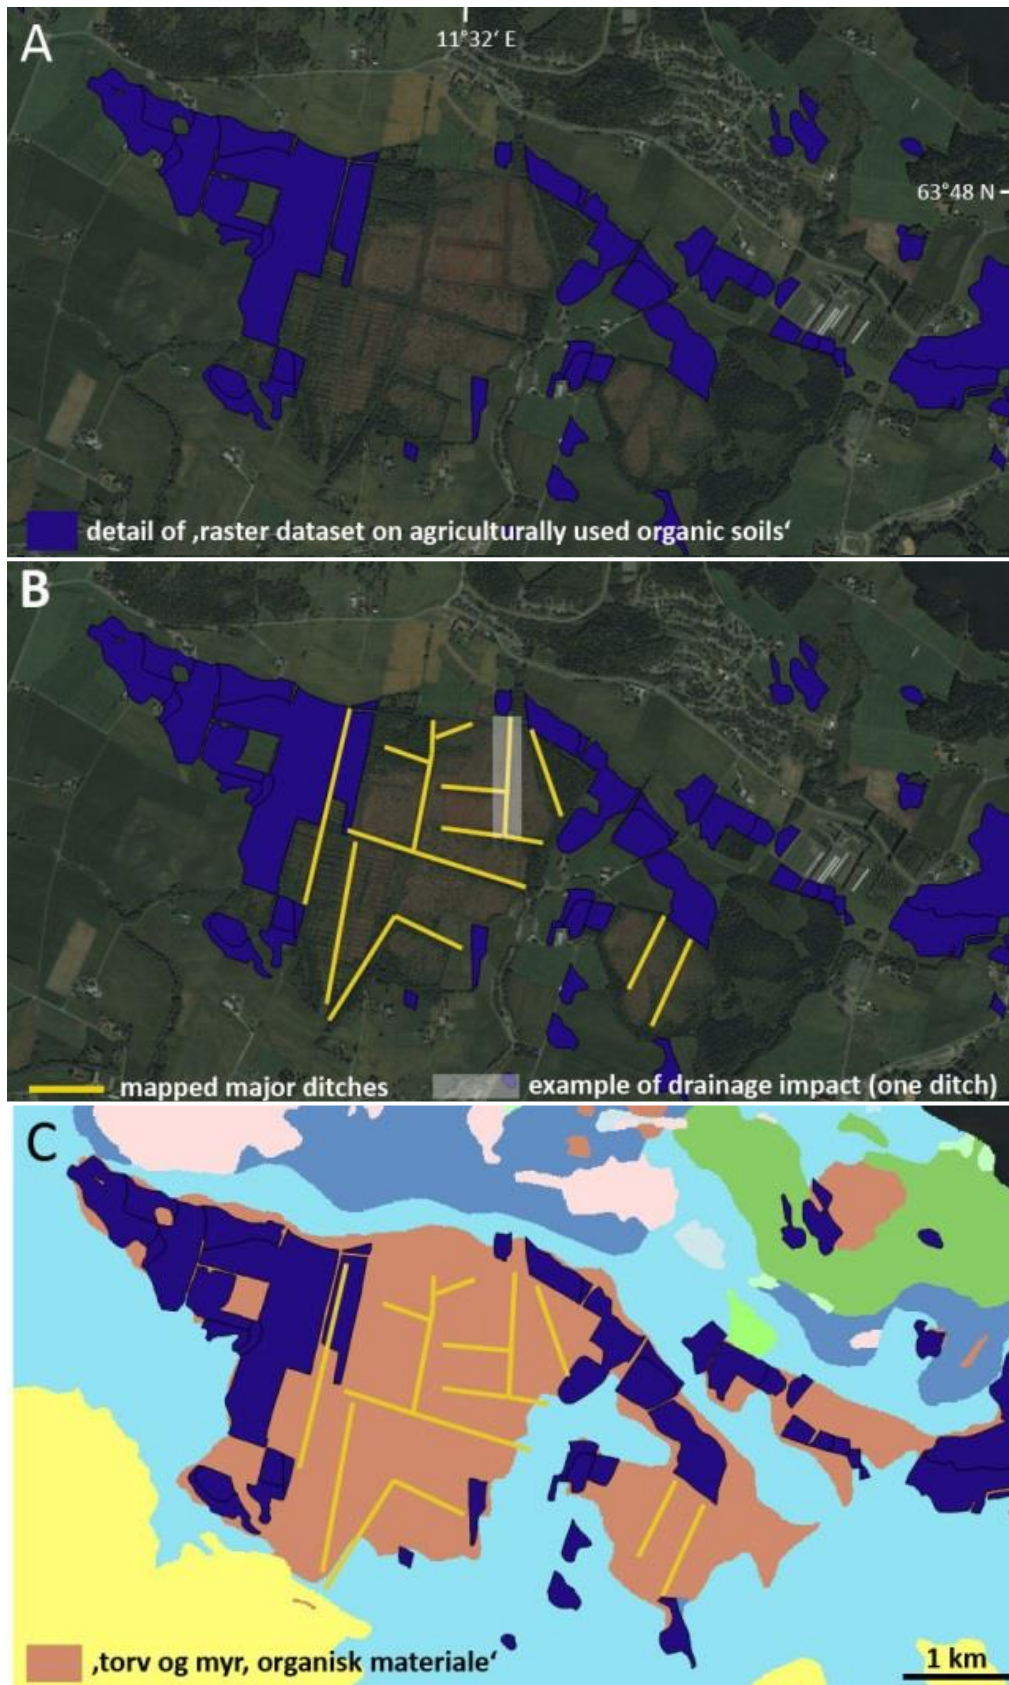 A
11°32‘ E
63°48 N
detail of ‚raster dataset on agriculturally used organic soils‘
B
mapped major ditches
example of drainage impact (one ditch)
C
‚torv og myr, organisk materiale‘
1 km